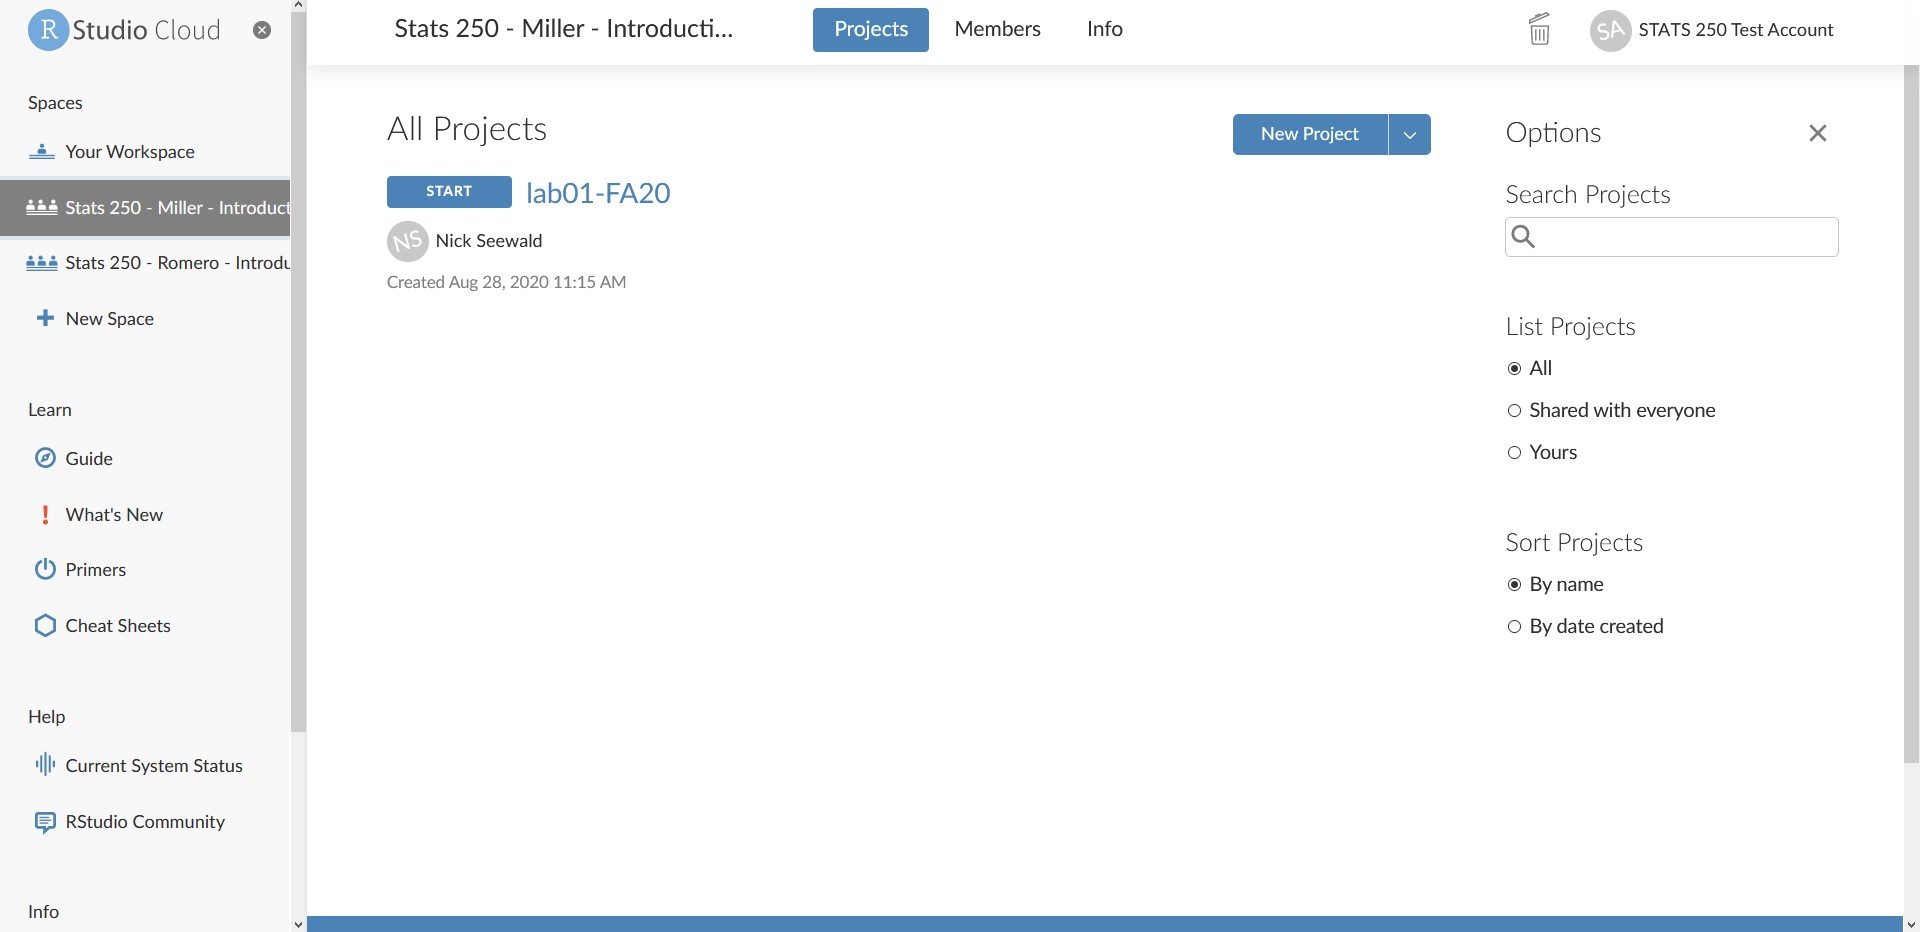 R Studio Cloud
Spaces
Your Workspace
Stats 250 - Miller - Introduct
Stats 250 - Romero - Introdu
New Space
Learn
Guide
What's New
Primers
Cheat Sheets
Help
Current System Status
RStudio Community
Info
Stats 250 - Miller - Introducti...
Projects
Members
Info
SA
STATS 250 Test Account
All Projects
New Project
START
lab01-FA20
NS
Nick Seewald
Created Aug 28, 2020 11:15 AM
Options
Search Projects
List Projects
All
Shared with everyone
Yours
Sort Projects
By name
By date created